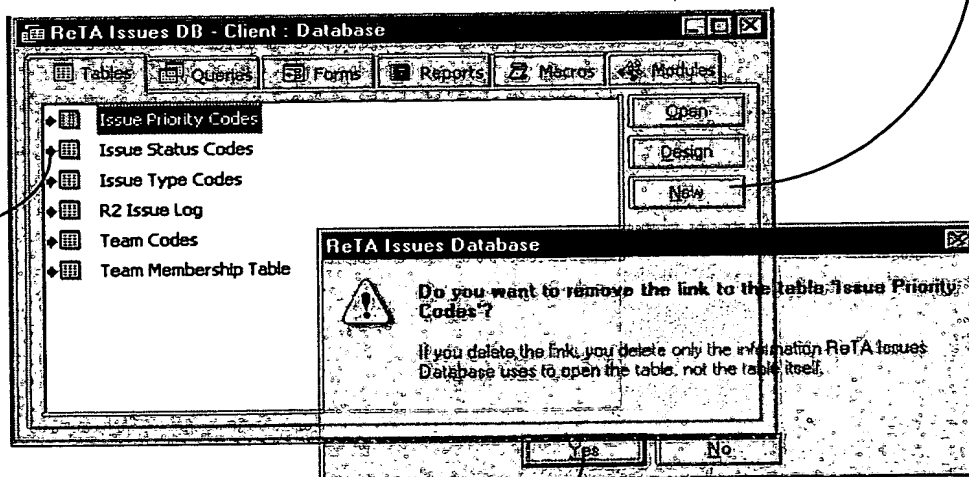 ReTA Issues DB - Client : Database
Tables Queries Forms Reports Macros Modules
Issue Priority Codes
Issue Status Codes
Issue Type Codes
R2 Issue Log
Team Codes
Team Membership Table
Open
Design
New
ReTA Issues Database
Do you want to remove the link to the table 'Issue Priority
Codes'?
If you delete the link, you delete only the information ReTA Issues
Database uses to open the table, not the table itself.
Yes No